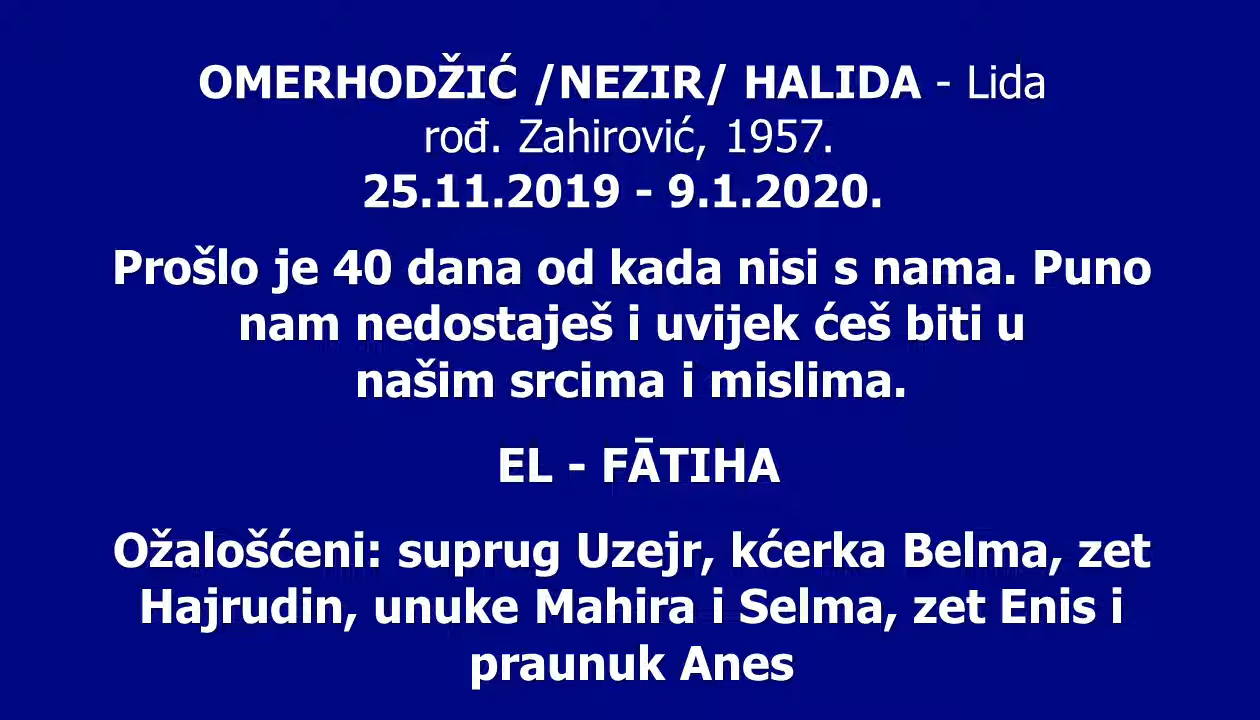 OMERHODŽIĆ /NEZIR/ HALIDA - Lida
rođ. Zahirović, 1957.
25.11.2019 - 9.1.2020.
Prošlo je 40 dana od kada nisi s nama. Puno
nam nedostaješ i uvijek ćeš biti u
našim srcima i mislima.
EL - FĀTIHA
Ožalošćeni: suprug Uzejr, kćerka Belma, zet
Hajrudin, unuke Mahira i Selma, zet Enis i
praunuk Anes